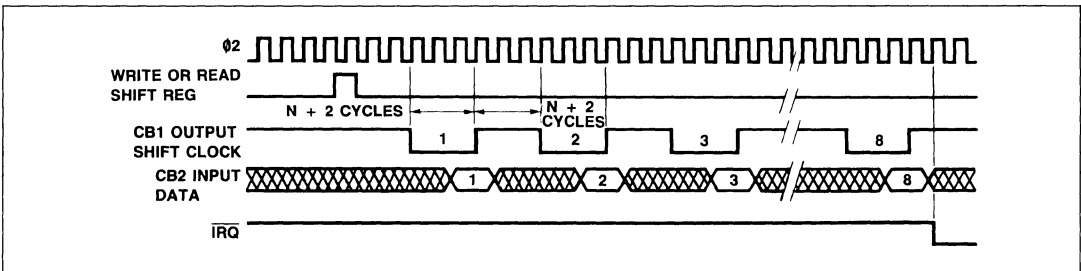 ϕ2
WRITE OR READ
SHIFT REG
N + 2 CYCLES
N + 2
CYCLES
CB1 OUTPUT
SHIFT CLOCK
1 2 3 8
CB2 INPUT
DATA
1 2 3 8
IRQ